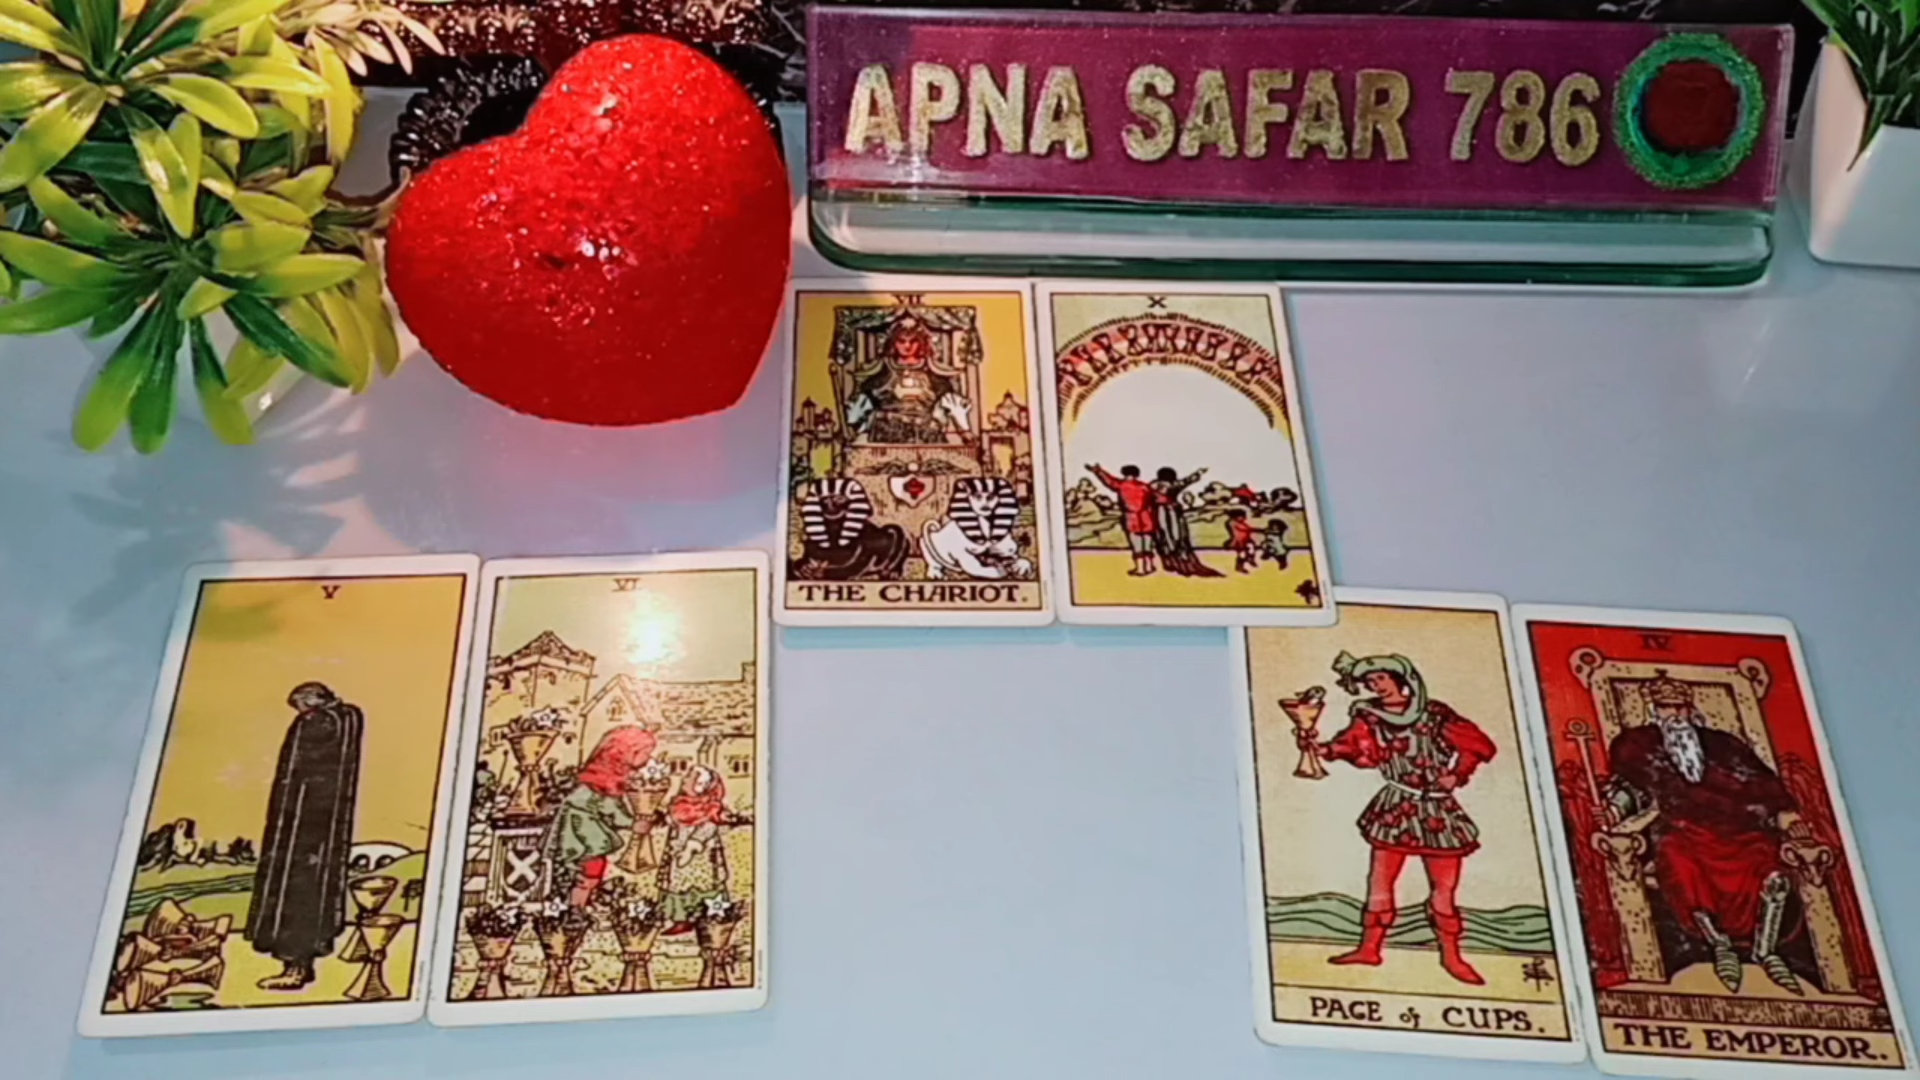 APNA SAFAR 786
VII
THE CHARIOT.
X
V
VI
PAGE of CUPS.
IV
THE EMPEROR.